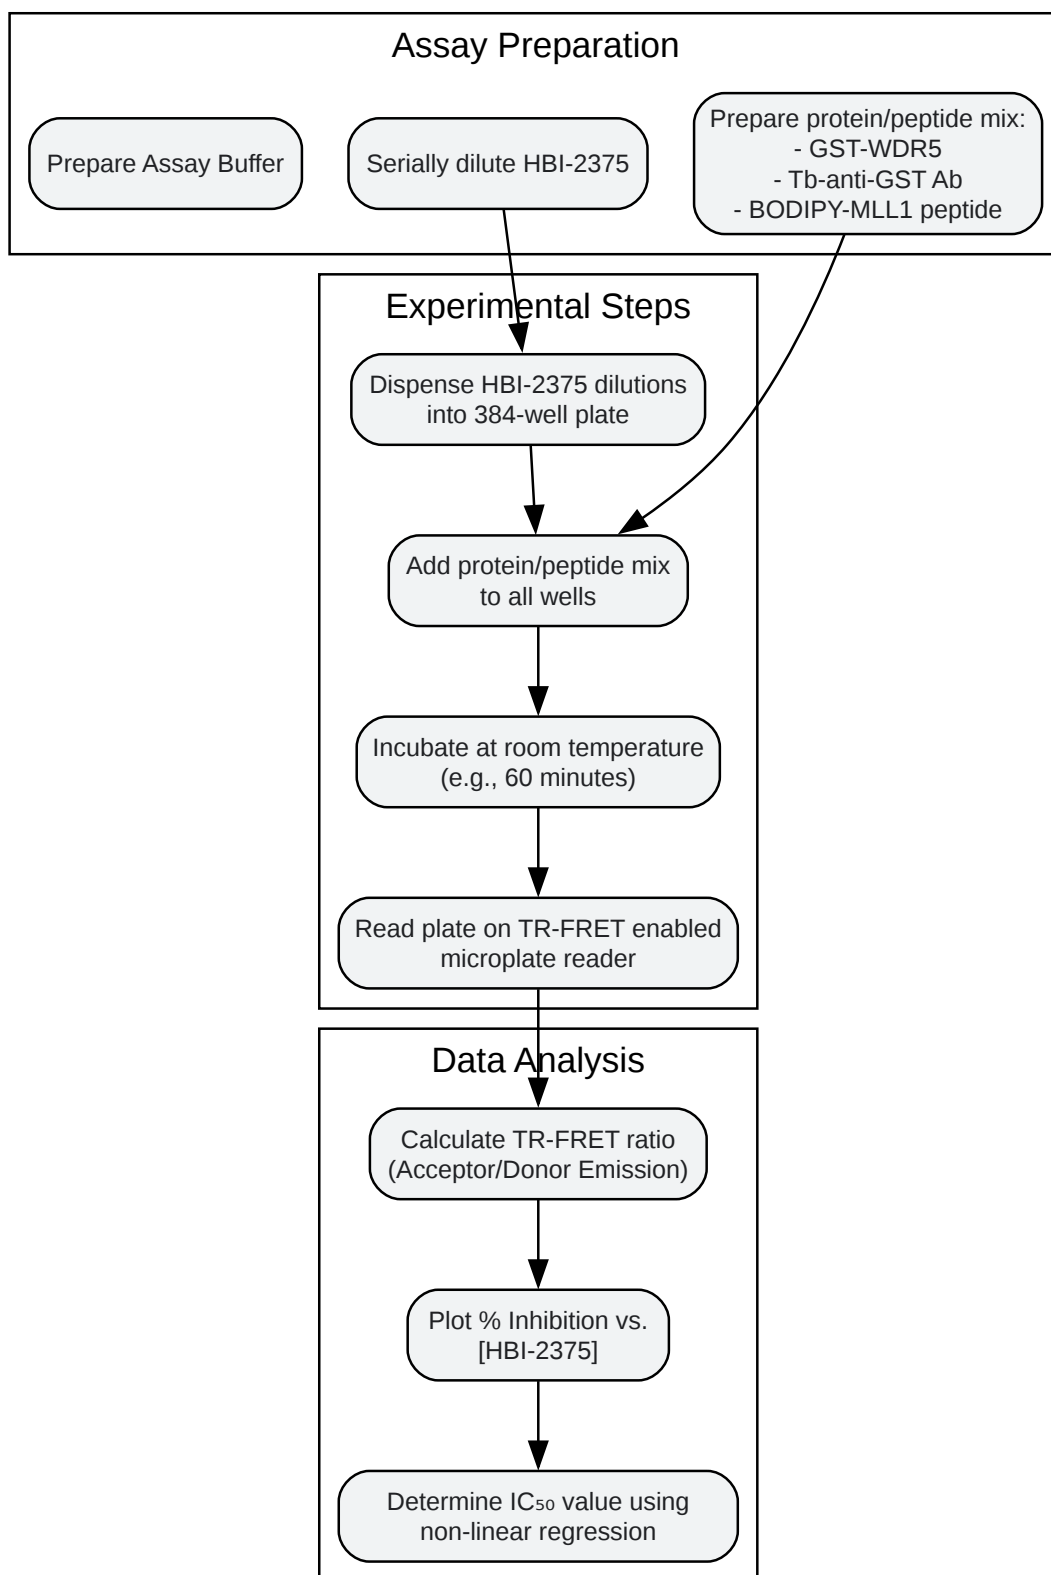 Assay Preparation
Prepare Assay Buffer
Serially dilute HBI-2375
Prepare protein/peptide mix:
- GST-WDR5
- Tb-anti-GST Ab
- BODIPY-MLL1 peptide
Experimental Steps
Dispense HBI-2375 dilutions
into 384-well plate
Add protein/peptide mix
to all wells
Incubate at room temperature
(e.g., 60 minutes)
Read plate on TR-FRET enabled
microplate reader
Data Analysis
Calculate TR-FRET ratio
(Acceptor/Donor Emission)
Plot % Inhibition vs.
[HBI-2375]
Determine IC₅₀ value using
non-linear regression